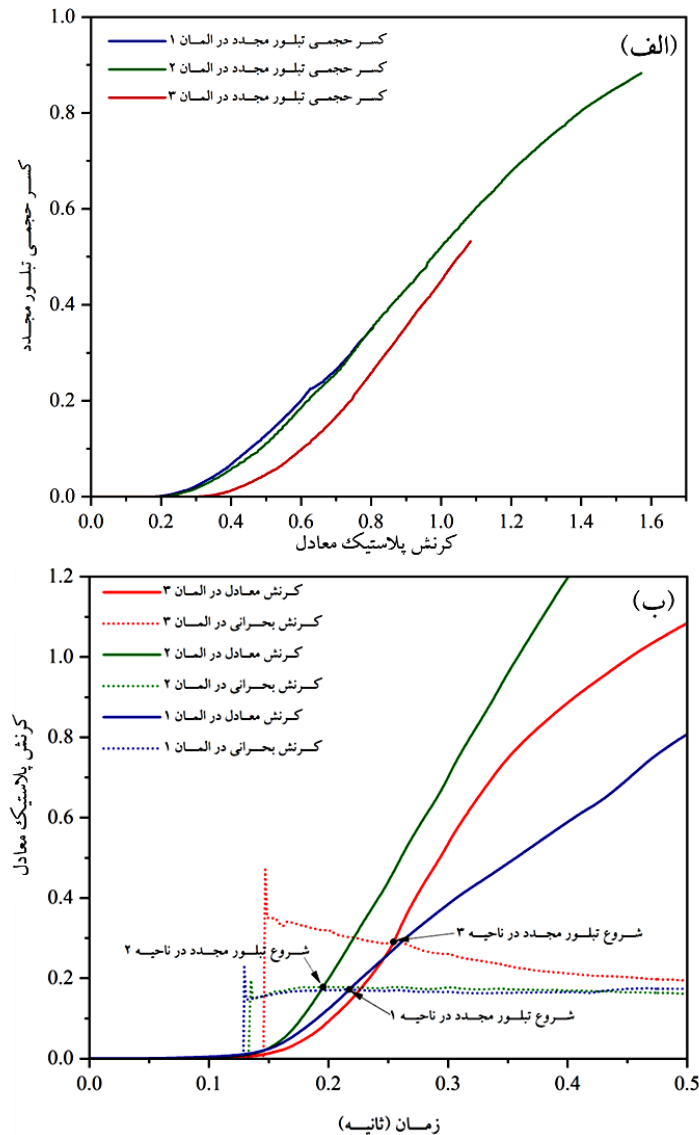 (الف)
کسر حجمی تبلور مجدد در المان ۱
کسر حجمی تبلور مجدد در المان ۲
کسر حجمی تبلور مجدد در المان ۳
کسر حجمی تبلور مجدد
1.0
0.8
0.6
0.4
0.2
0.0
0.0 0.2 0.4 0.6 0.8 1.0 1.2 1.4 1.6
کرنش پلاستیک معادل
(ب)
کرنش معادل در المان ۳
کرنش بحرانی در المان ۳
کرنش معادل در المان ۲
کرنش بحرانی در المان ۲
کرنش معادل در المان ۱
کرنش بحرانی در المان ۱
کرنش پلاستیک معادل
1.2
1.0
0.8
0.6
0.4
0.2
0.0
شروع تبلور مجدد در ناحیه ۳
شروع تبلور مجدد در ناحیه ۲
شروع تبلور مجدد در ناحیه ۱
0.0 0.1 0.2 0.3 0.4 0.5
زمان (ثانیه)